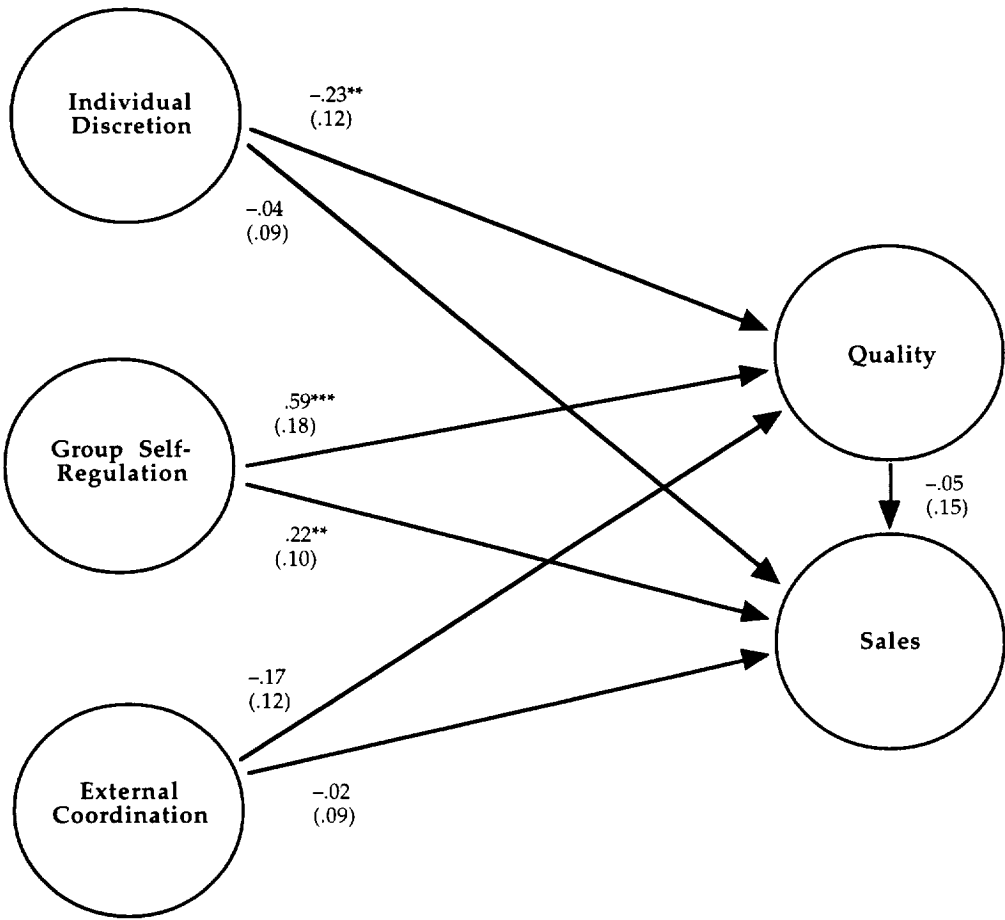 Individual
Discretion
–.23**
(.12)
–.04
(.09)
Quality
Group Self-
Regulation
.59***
(.18)
.22**
(.10)
–.05
(.15)
Sales
–.17
(.12)
External
Coordination
–.02
(.09)